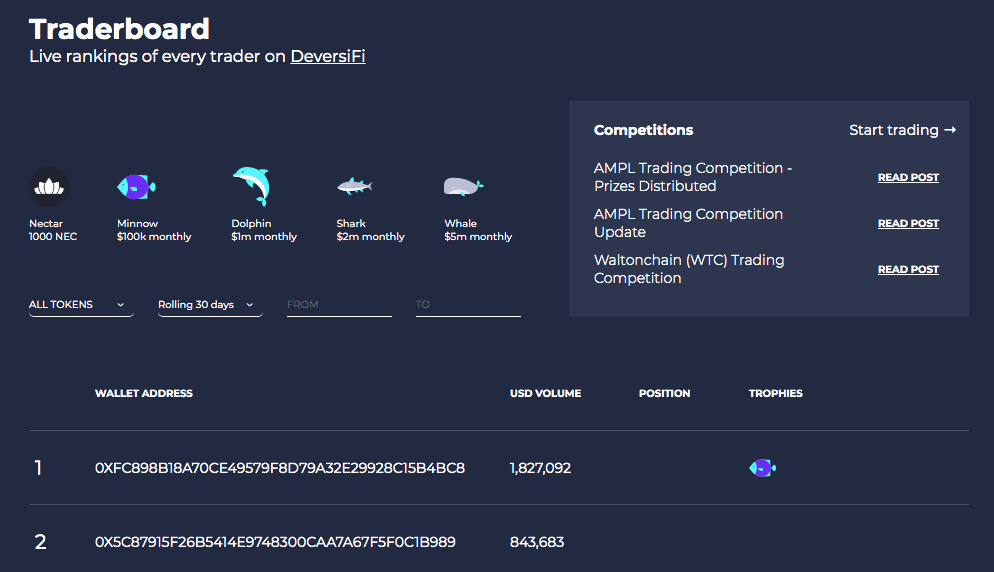 Traderboard
Live rankings of every trader on DeversiFi
Competitions
Start trading →
AMPL Trading Competition -
Prizes Distributed
READ POST
AMPL Trading Competition
Update
READ POST
Waltonchain (WTC) Trading
Competition
READ POST
Nectar
1000 NEC
Minnow
$100k monthly
Dolphin
$1m monthly
Shark
$2m monthly
Whale
$5m monthly
ALL TOKENS
Rolling 30 days
FROM
TO
WALLET ADDRESS USD VOLUME POSITION TROPHIES
1 0XFC898B18A70CE49579F8D79A32E29928C15B4BC8 1,827,092
2 0X5C87915F26B5414E9748300CAA7A67F5F0C1B989 843,683